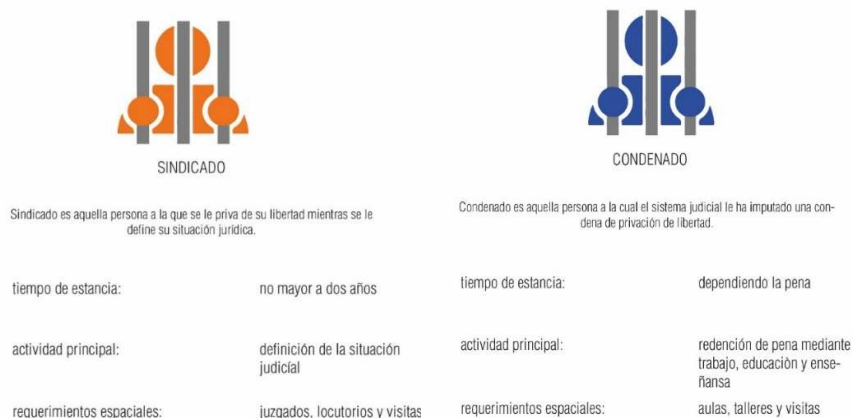 SINDICADO
Sindicado es aquella persona a la que se le priva de su libertad mientras se le
define su situación jurídica.
tiempo de estancia: no mayor a dos años
actividad principal: definición de la situación
judicíal
requerimientos espaciales: juzgados, locutorios y visitas
CONDENADO
Condenado es aquella persona a la cual el sistema judicial le ha imputado una con-
dena de privación de libertad.
tiempo de estancia: dependiendo la pena
actividad principal: redención de pena mediante
trabajo, educaciòn y ense-
ñansa
requerimientos espaciales: aulas, talleres y visitas